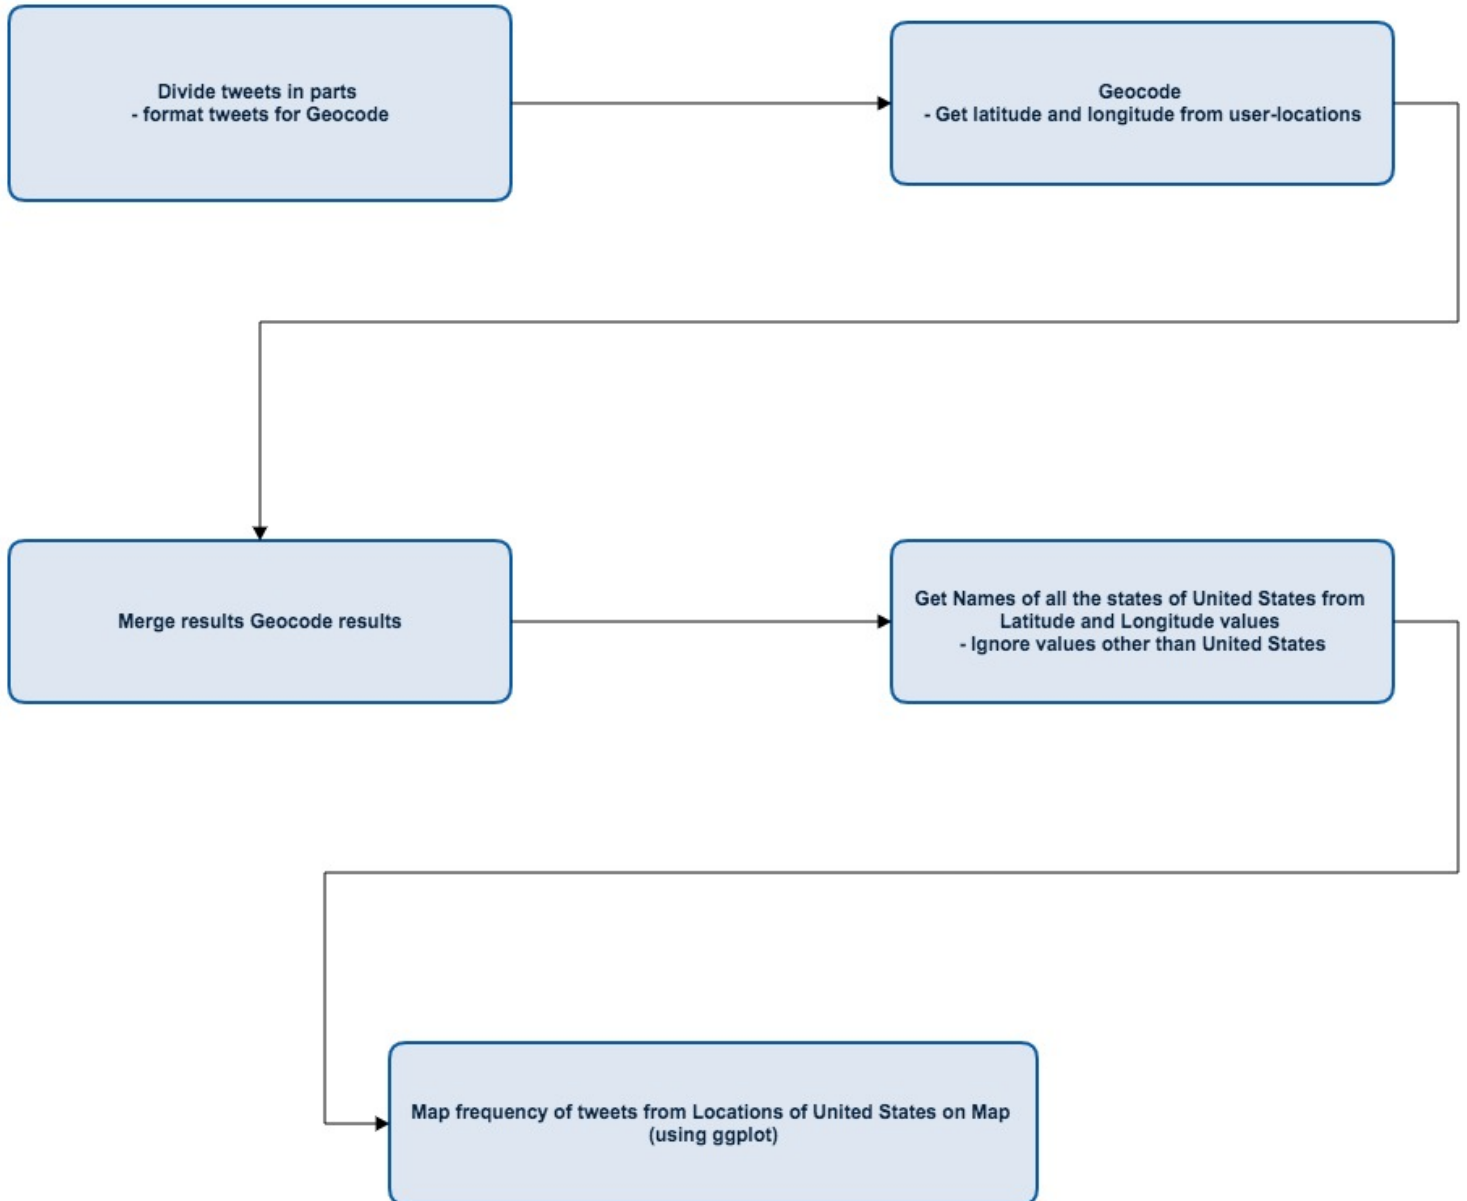 Divide tweets in parts
- format tweets for Geocode
Geocode
- Get latitude and longitude from user-locations
Merge results Geocode results
Get Names of all the states of United States from
Latitude and Longitude values
- Ignore values other than United States
Map frequency of tweets from Locations of United States on Map
(using ggplot)